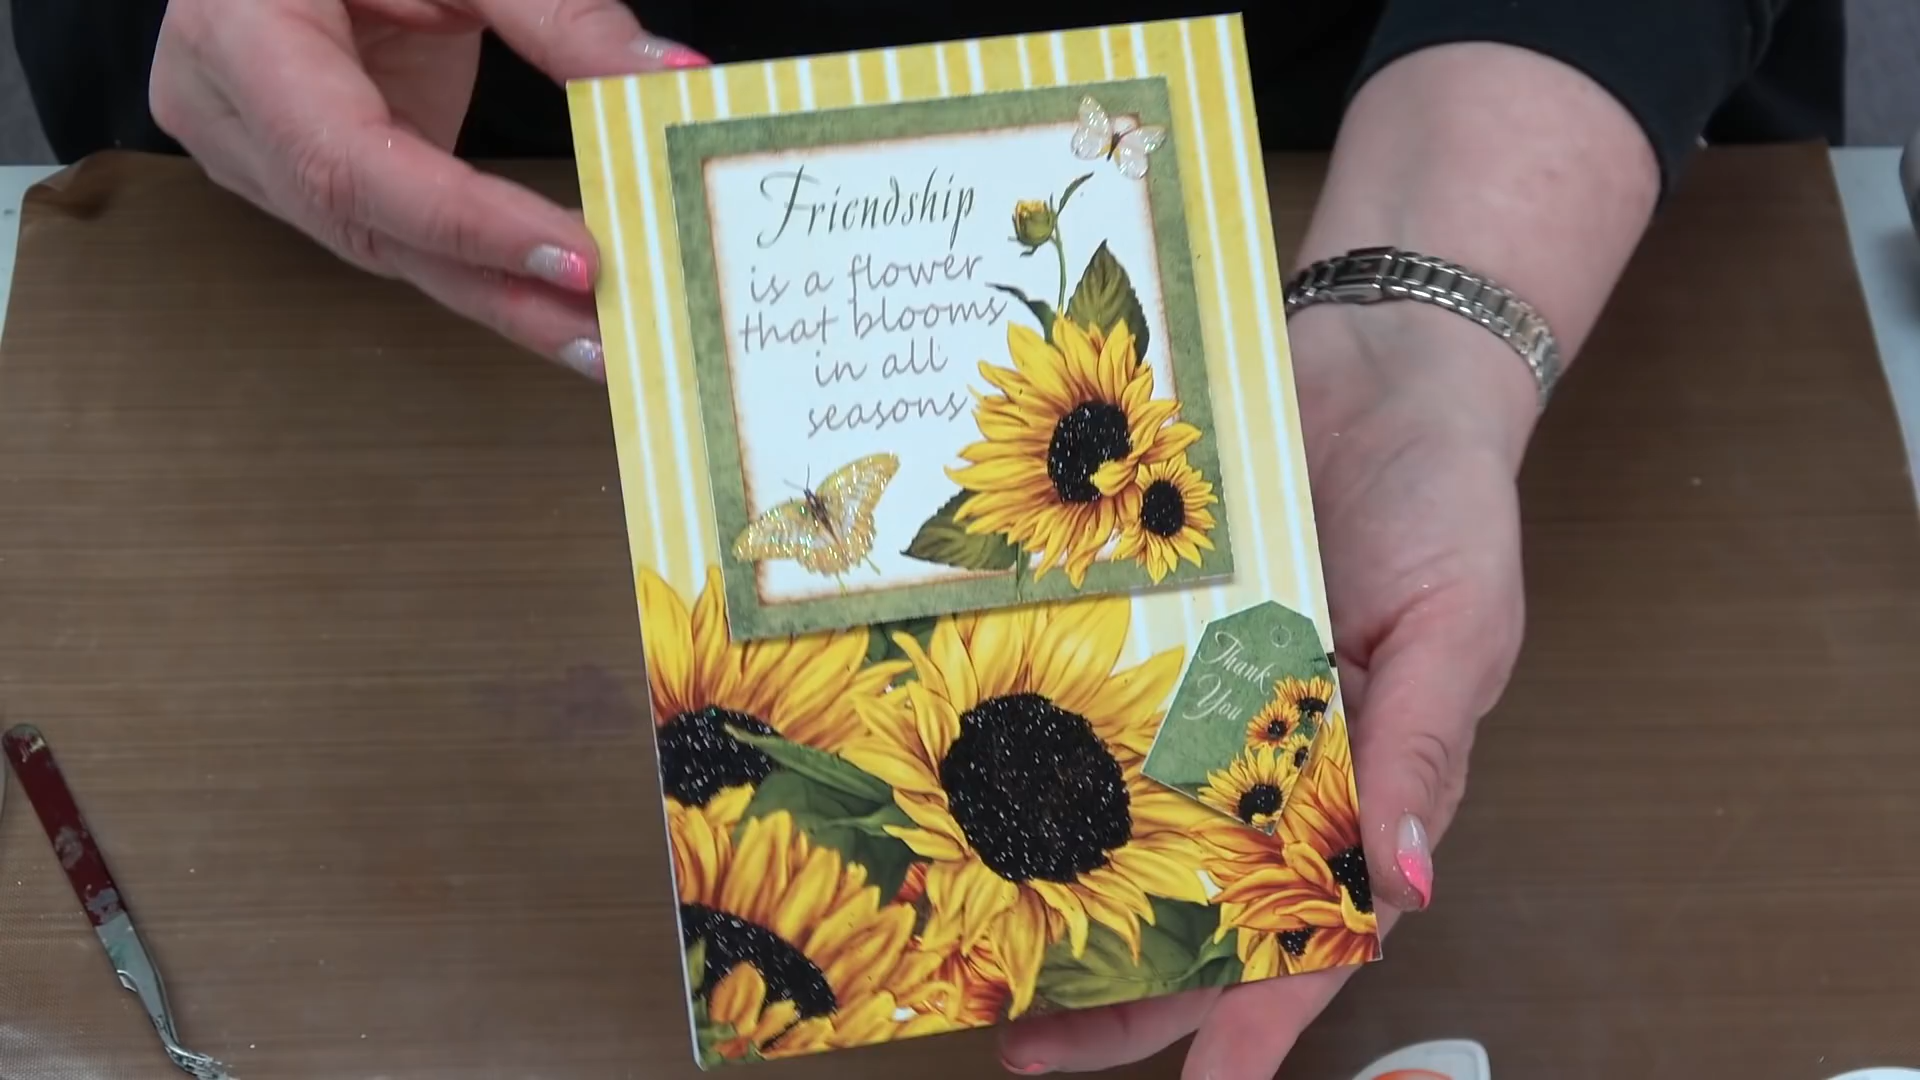 Friendship
is a flower
that blooms
in all
seasons
Thank
You